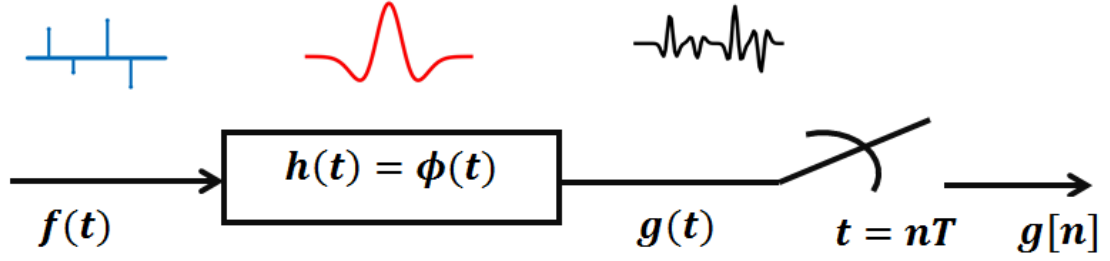 h(t) = ϕ(t)
f(t) g(t) t = nT g[n]